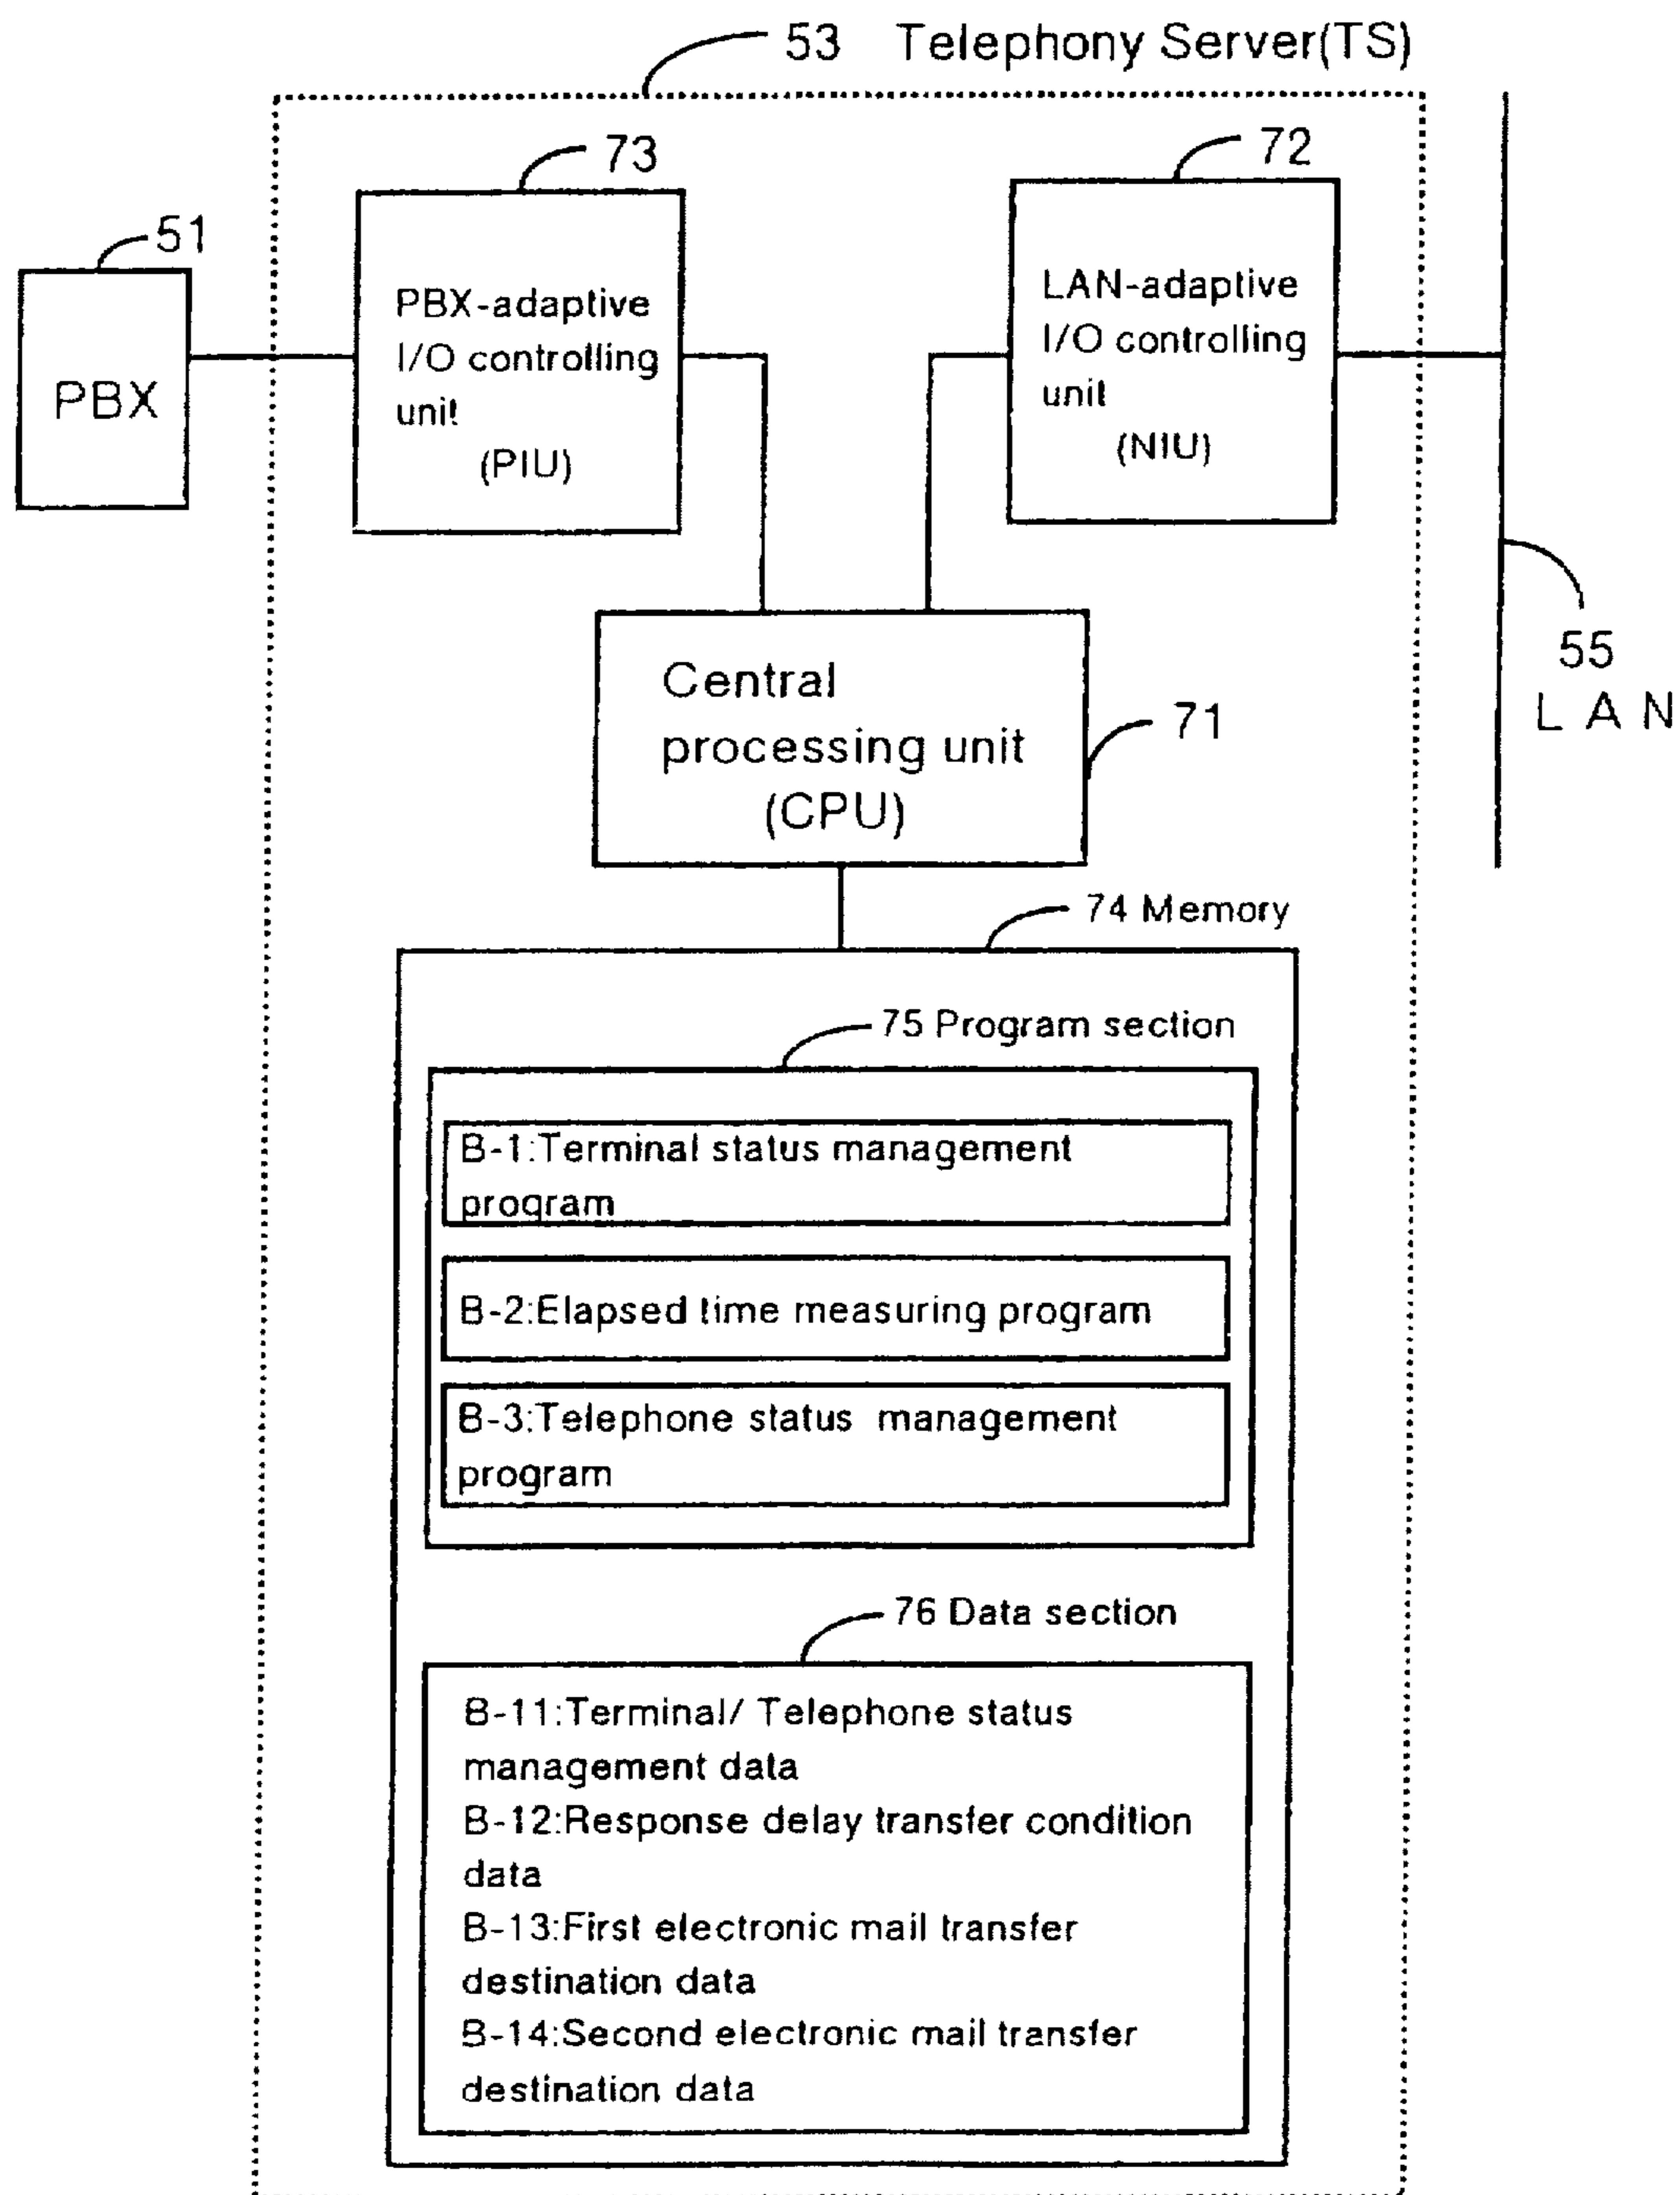 53 Telephony Server(TS)
73
72
51
PBX
PBX-adaptive
I/O controlling
unit
(PIU)
LAN-adaptive
I/O controlling
unit
(NIU)
55
LAN
Central
processing unit
(CPU)
71
74 Memory
75 Program section
B-1:Terminal status management
program
B-2:Elapsed time measuring program
B-3:Telephone status management
program
76 Data section
B-11:Terminal/ Telephone status
management data
B-12:Response delay transfer condition
data
B-13:First electronic mail transfer
destination data
B-14:Second electronic mail transfer
destination data